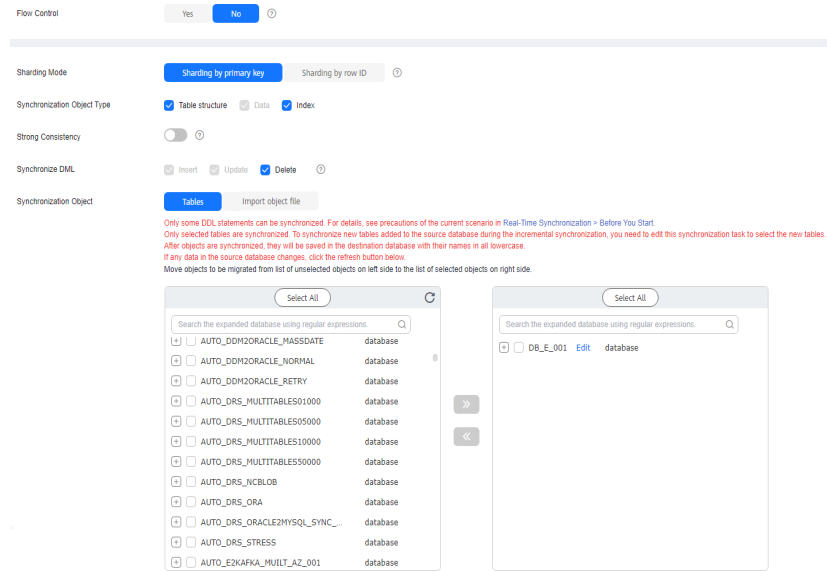 Flow Control Yes No ?
Sharding Mode Sharding by primary key Sharding by row ID ?
Synchronization Object Type Table structure Data Index
Strong Consistency ?
Synchronize DML Insert Update Delete ?
Synchronization Object Tables Import object file
Only some DDL statements can be synchronized. For details, see precautions of the current scenario in Real-Time Synchronization > Before You Start.
Only selected tables are synchronized. To synchronize new tables added to the source database during the incremental synchronization, you need to edit this synchronization task to select the new tables.
After objects are synchronized, they will be saved in the destination database with their names in all lowercase.
If any data in the source database changes, click the refresh button below.
Move objects to be migrated from list of unselected objects on left side to the list of selected objects on right side.
Select All
Search the expanded database using regular expressions.
AUTO_DDM2ORACLE_MASSDATE database
AUTO_DDM2ORACLE_NORMAL database
AUTO_DDM2ORACLE_RETRY database
AUTO_DRS_MULTITABLES01000 database
AUTO_DRS_MULTITABLES05000 database
AUTO_DRS_MULTITABLES10000 database
AUTO_DRS_MULTITABLES50000 database
AUTO_DRS_NCBLOB database
AUTO_DRS_ORA database
AUTO_DRS_ORACLE2MYSQL_SYNC_... database
AUTO_DRS_STRESS database
AUTO_E2KAFKA_MUILT_AZ_001 database
Select All
Search the expanded database using regular expressions.
DB_E_001 Edit database